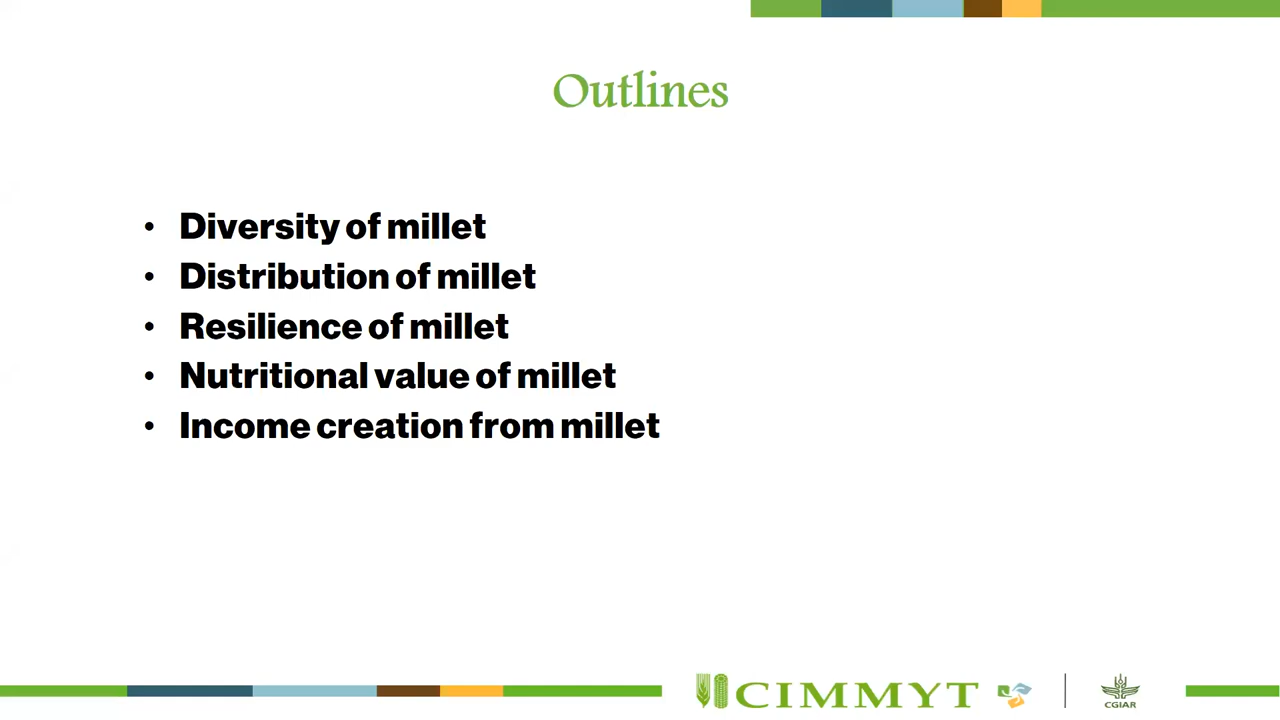 Outlines
• Diversity of millet
• Distribution of millet
• Resilience of millet
• Nutritional value of millet
• Income creation from millet
CIMMYT
CGIAR